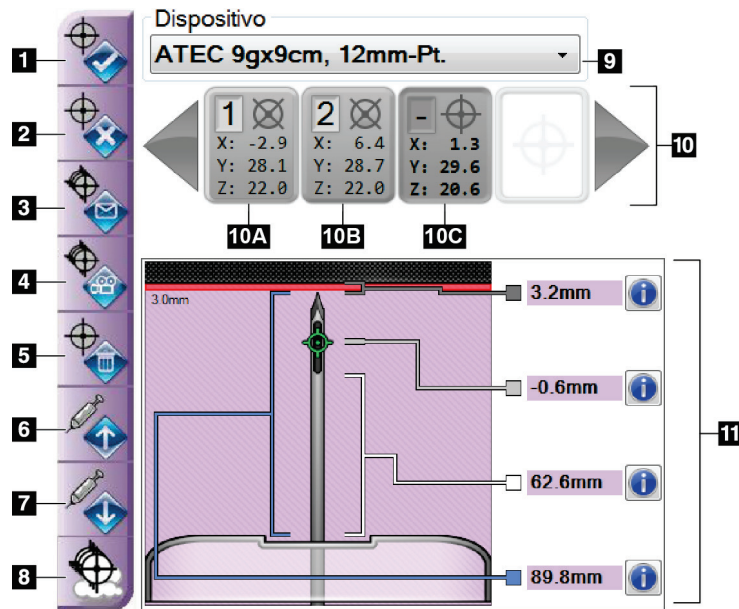 Dispositivo
ATEC 9gx9cm, 12mm-Pt.
1
2
3
4
5
6
7
8
9
10
1
X: -2.9
Y: 28.1
Z: 22.0
2
X: 6.4
Y: 28.7
Z: 22.0
-
X: 1.3
Y: 29.6
Z: 20.6
10A
10B
10C
3.0mm
3.2mm
-0.6mm
62.6mm
89.8mm
11